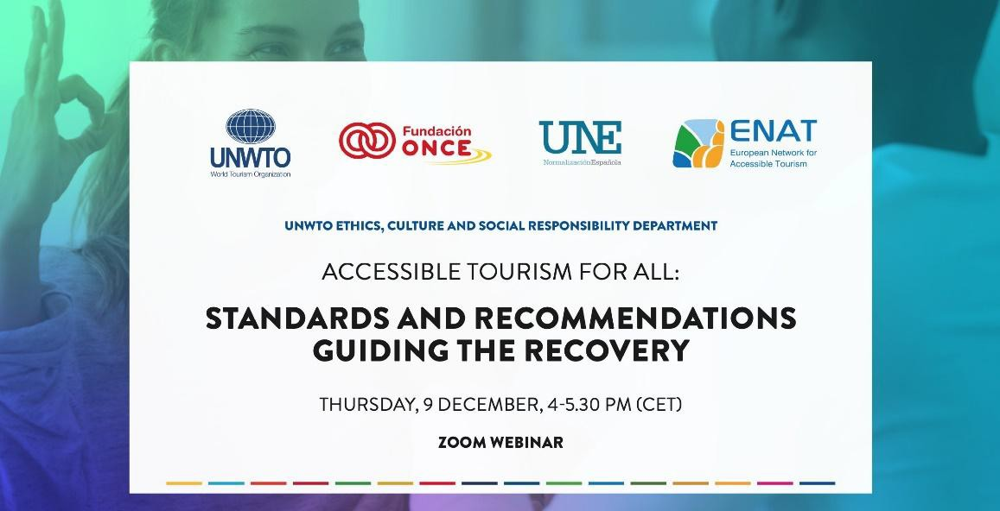 UNWTO
World Tourism Organization
Fundación
ONCE
UNE
NormalizaciónEspañola
ENAT
European Network for
Accessible Tourism
UNWTO ETHICS, CULTURE AND SOCIAL RESPONSIBILITY DEPARTMENT
ACCESSIBLE TOURISM FOR ALL:
STANDARDS AND RECOMMENDATIONS
GUIDING THE RECOVERY
THURSDAY, 9 DECEMBER, 4-5.30 PM (CET)
ZOOM WEBINAR